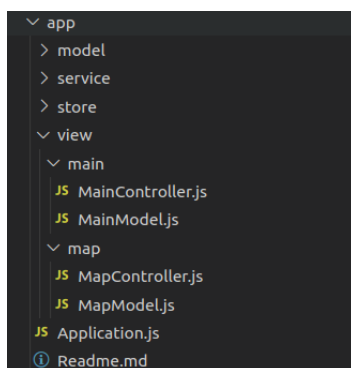 app
model
service
store
view
main
JS MainController.js
JS MainModel.js
map
JS MapController.js
JS MapModel.js
JS Application.js
Readme.md